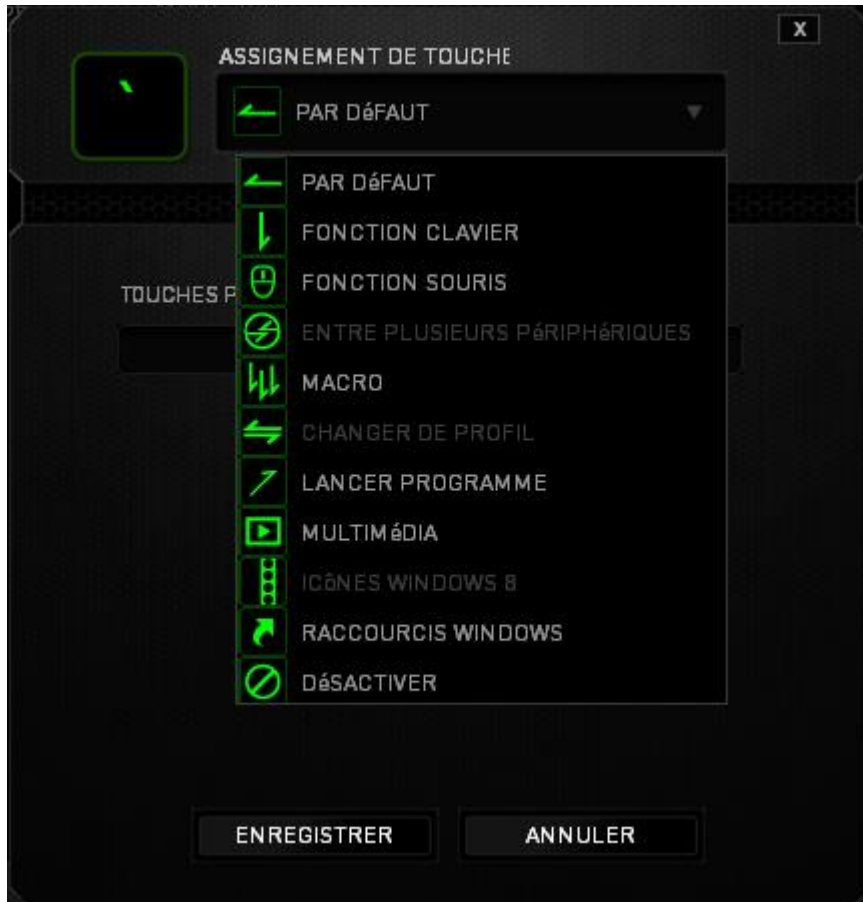 X
ASSIGNEMENT DE TOUCHE
`
PAR DéFAUT
PAR DéFAUT
FONCTION CLAVIER
FONCTION SOURIS
TOUCHES P
ENTRE PLUSIEURS PéRIPHéRIQUES
MACRO
CHANGER DE PROFIL
LANCER PROGRAMME
MULTIMéDIA
ICôNES WINDOWS 8
RACCOURCIS WINDOWS
DéSACTIVER
ENREGISTRER
ANNULER